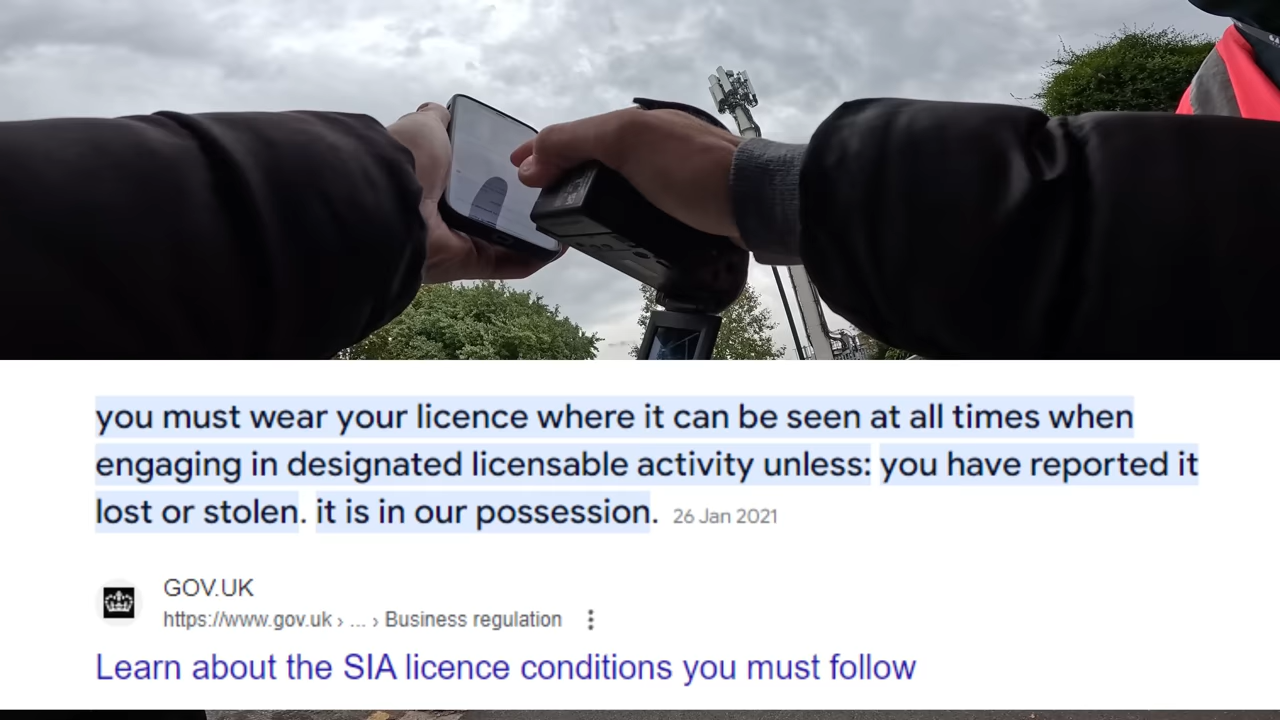 you must wear your licence where it can be seen at all times when
engaging in designated licensable activity unless: you have reported it
lost or stolen. it is in our possession. 26 Jan 2021
GOV.UK
https://www.gov.uk › ... › Business regulation
Learn about the SIA licence conditions you must follow